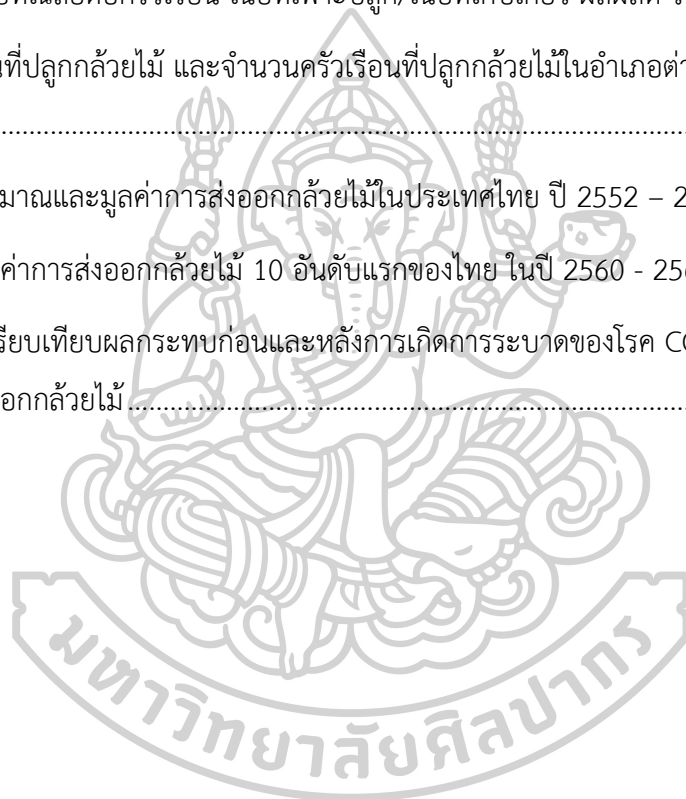 นที่ปลูกกล้วยไม้ และจำนวนครัวเรือนที่ปลูกกล้วยไม้ในอำเภอต่า
...................................................................................................
มาณและมูลค่าการส่งออกกล้วยไม้ในประเทศไทย ปี 2552 – 2
ค่าการส่งออกกล้วยไม้ 10 อันดับแรกของไทย ในปี 2560 - 256
รียบเทียบผลกระทบก่อนและหลังการเกิดการระบาดของโรค CO
อกกล้วยไม้...................................................................................
มหาวิทยาลัยศิลปากร